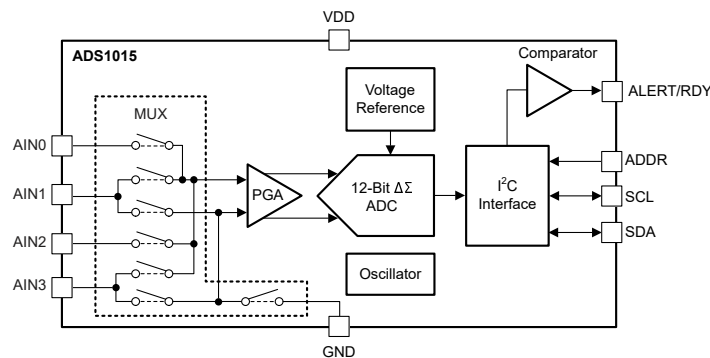 VDD
ADS1015
Comparator
Voltage
Reference
MUX
ALERT/RDY
AIN0
ADDR
AIN1
PGA
12-Bit ΔΣ
ADC
I²C
Interface
SCL
AIN2
SDA
Oscillator
AIN3
GND